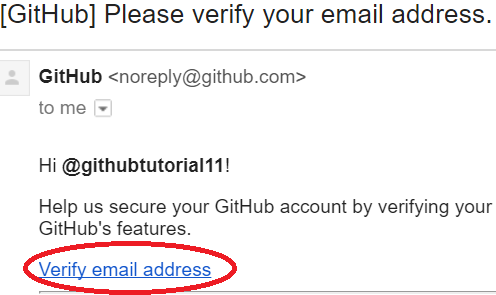 [GitHub] Please verify your email address.
GitHub <noreply@github.com>
to me
Hi @githubtutorial11!
Help us secure your GitHub account by verifying your
GitHub's features.
Verify email address